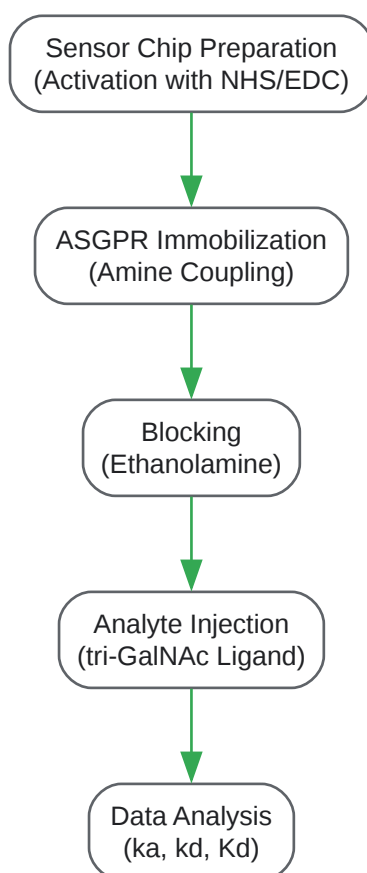 Sensor Chip Preparation
(Activation with NHS/EDC)
ASGPR Immobilization
(Amine Coupling)
Blocking
(Ethanolamine)
Analyte Injection
(tri-GalNAc Ligand)
Data Analysis
(ka, kd, Kd)